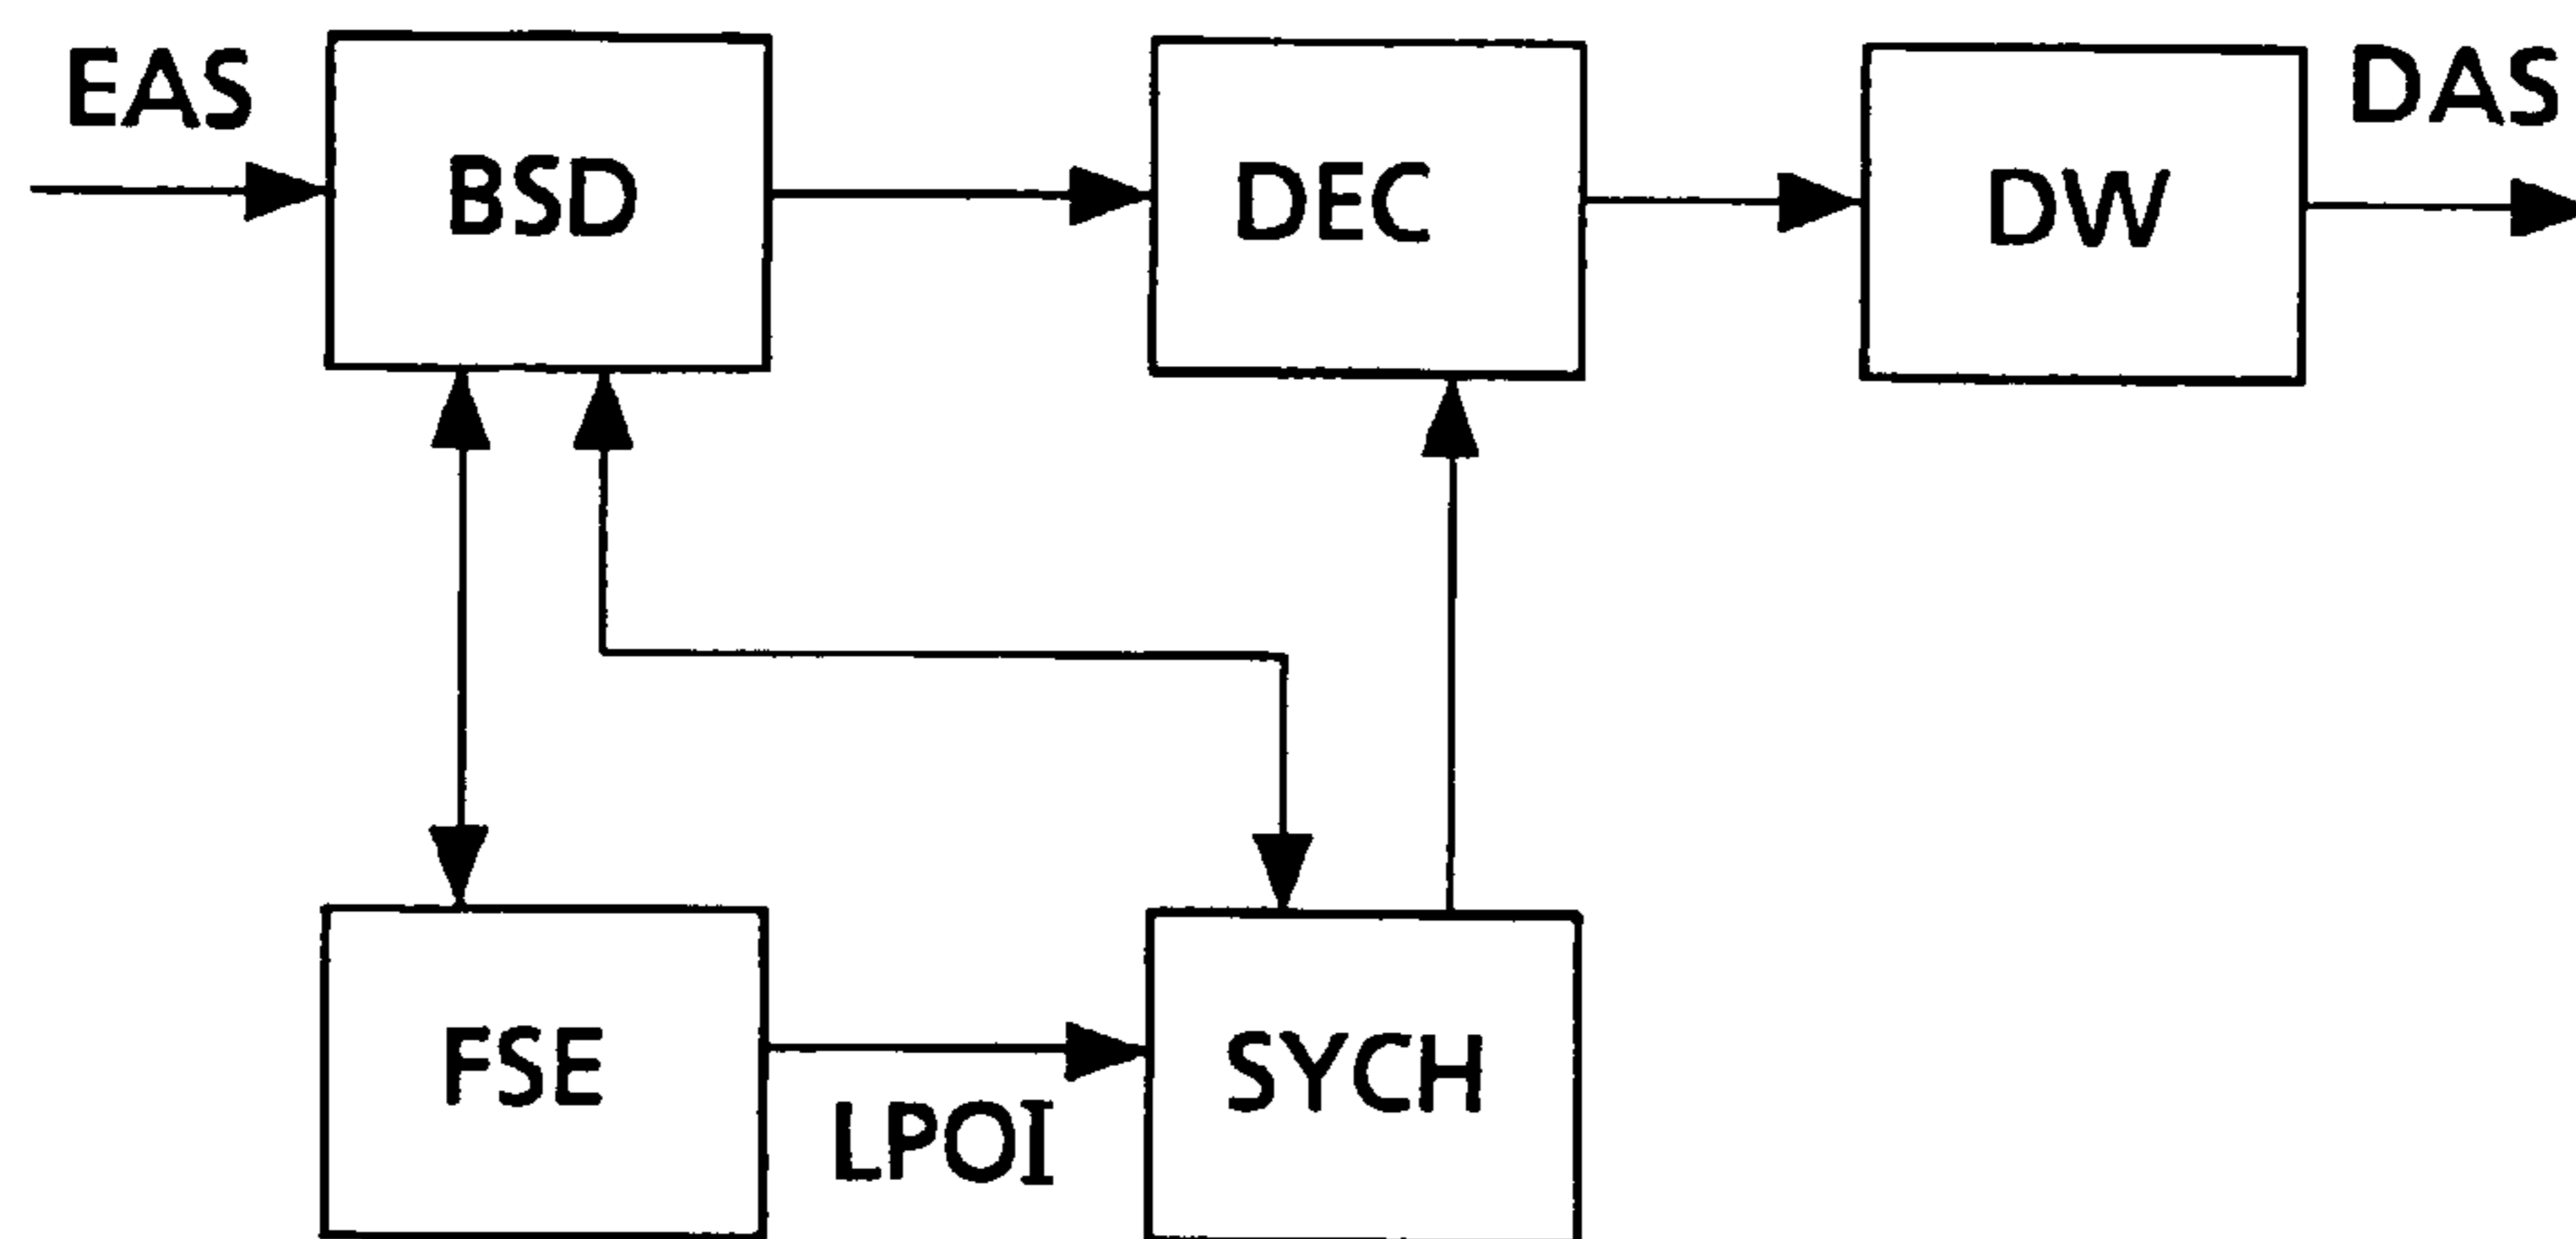 EAS
BSD
DEC
DW
DAS
FSE
LPOI
SYCH